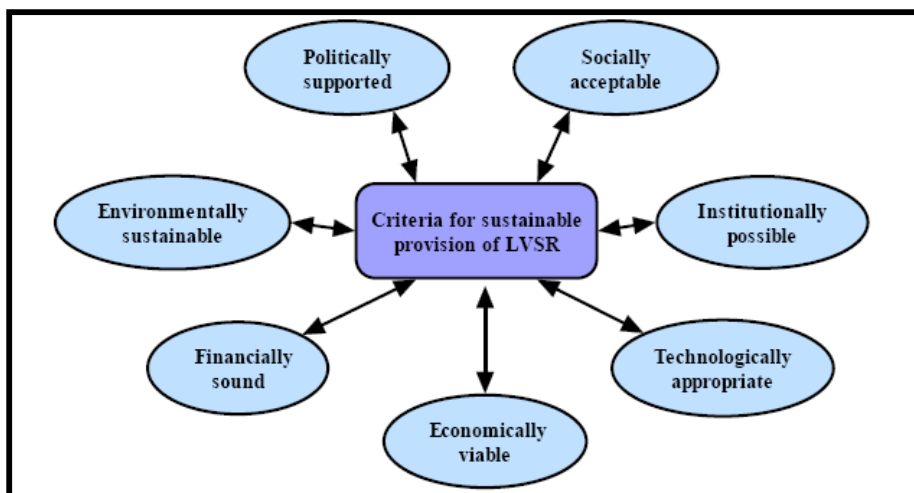 Politically
supported
Socially
acceptable
Environmentally
sustainable
Criteria for sustainable
provision of LVSR
Institutionally
possible
Financially
sound
Technologically
appropriate
Economically
viable